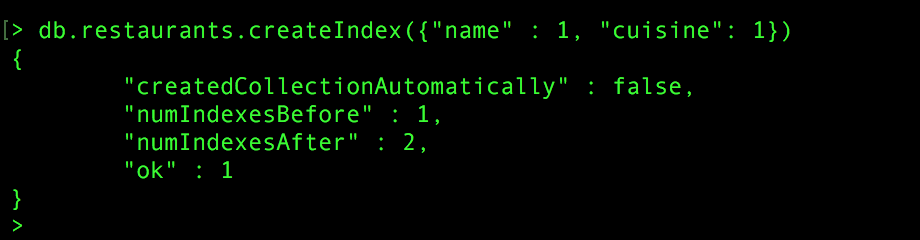 [> db.restaurants.createIndex({"name" : 1, "cuisine": 1})
{
"createdCollectionAutomatically" : false,
"numIndexesBefore" : 1,
"numIndexesAfter" : 2,
"ok" : 1
}
>